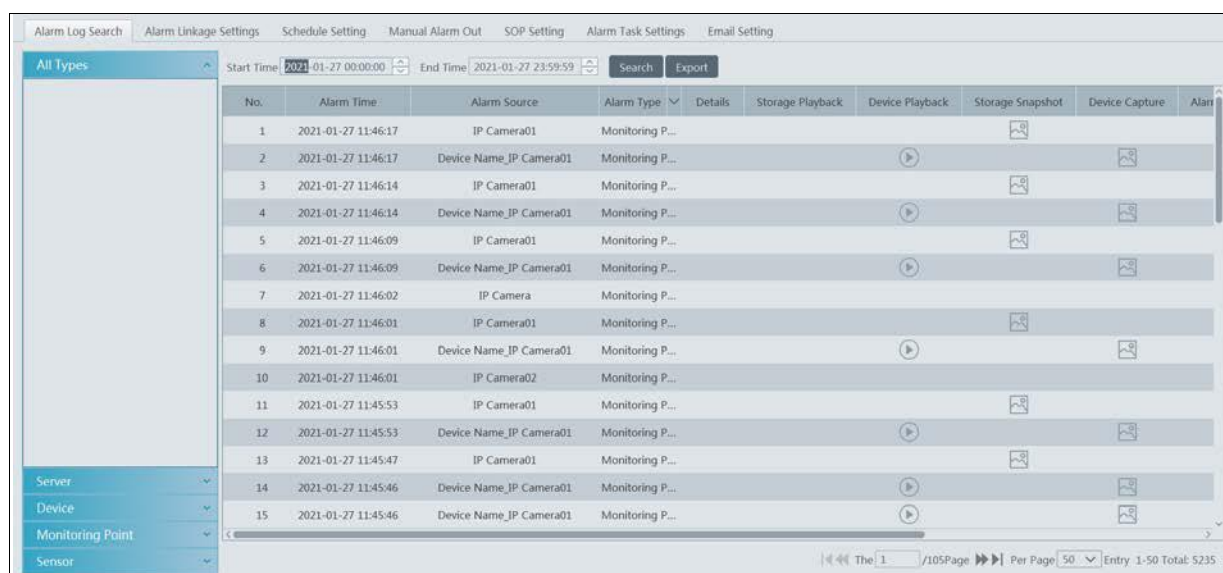 Alarm Log Search Alarm Linkage Settings Schedule Setting Manual Alarm Out SOP Setting Alarm Task Settings Email Setting
All Types
Start Time 2021-01-27 00:00:00 End Time 2021-01-27 23:59:59 Search Export
No. Alarm Time Alarm Source Alarm Type Details Storage Playback Device Playback Storage Snapshot Device Capture Alarm
1 2021-01-27 11:46:17 IP Camera01 Monitoring P...
2 2021-01-27 11:46:17 Device Name_IP Camera01 Monitoring P...
3 2021-01-27 11:46:14 IP Camera01 Monitoring P...
4 2021-01-27 11:46:14 Device Name_IP Camera01 Monitoring P...
5 2021-01-27 11:46:09 IP Camera01 Monitoring P...
6 2021-01-27 11:46:09 Device Name_IP Camera01 Monitoring P...
7 2021-01-27 11:46:02 IP Camera Monitoring P...
8 2021-01-27 11:46:01 IP Camera01 Monitoring P...
9 2021-01-27 11:46:01 Device Name_IP Camera01 Monitoring P...
10 2021-01-27 11:46:01 IP Camera02 Monitoring P...
11 2021-01-27 11:45:53 IP Camera01 Monitoring P...
12 2021-01-27 11:45:53 Device Name_IP Camera01 Monitoring P...
13 2021-01-27 11:45:47 IP Camera01 Monitoring P...
14 2021-01-27 11:45:46 Device Name_IP Camera01 Monitoring P...
15 2021-01-27 11:45:46 Device Name_IP Camera01 Monitoring P...
Server
Device
Monitoring Point
Sensor
The 1 /105Page Per Page 50 Entry 1-50 Total: 5235